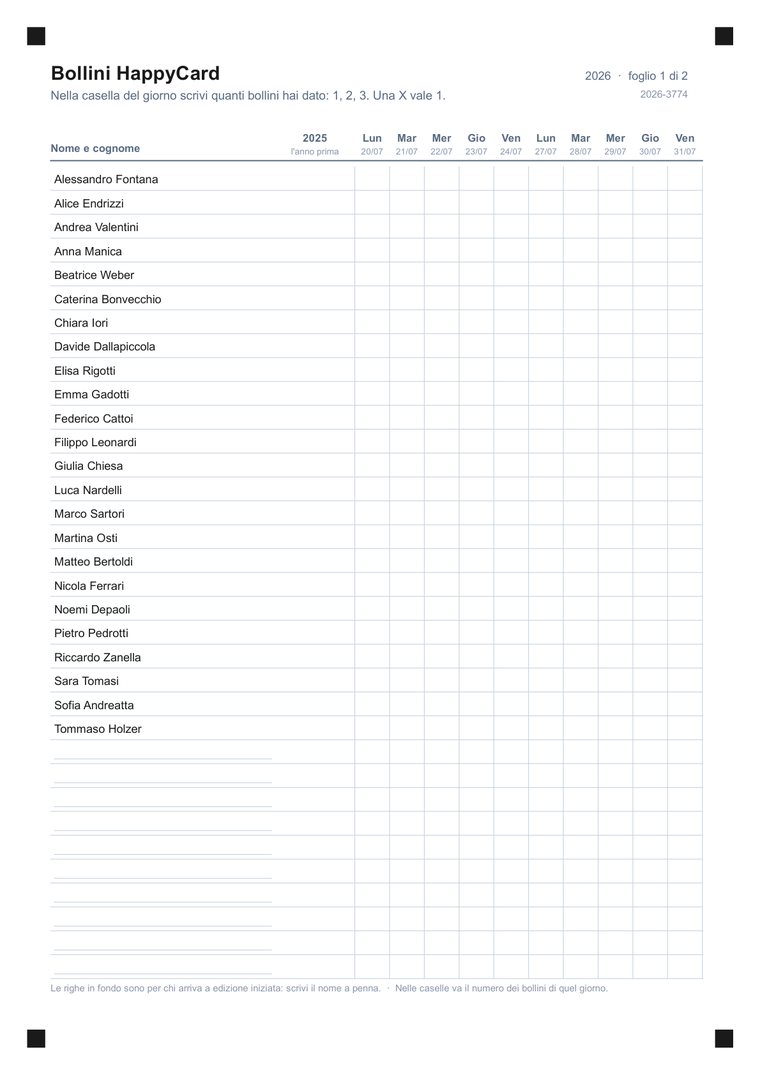 Bollini HappyCard
2026 · foglio 1 di 2
Nella casella del giorno scrivi quanti bollini hai dato: 1, 2, 3. Una X vale 1.
2026-3774
Nome e cognome 2025 Lun Mar Mer Gio Ven Lun Mar Mer Gio Ven
l'anno prima 20/07 21/07 22/07 23/07 24/07 27/07 28/07 29/07 30/07 31/07
Alessandro Fontana
Alice Endrizzi
Andrea Valentini
Anna Manica
Beatrice Weber
Caterina Bonvecchio
Chiara Iori
Davide Dallapiccola
Elisa Rigotti
Emma Gadotti
Federico Cattoi
Filippo Leonardi
Giulia Chiesa
Luca Nardelli
Marco Sartori
Martina Osti
Matteo Bertoldi
Nicola Ferrari
Noemi Depaoli
Pietro Pedrotti
Riccardo Zanella
Sara Tomasi
Sofia Andreatta
Tommaso Holzer
Le righe in fondo sono per chi arriva a edizione iniziata: scrivi il nome a penna. · Nelle caselle va il numero dei bollini di quel giorno.